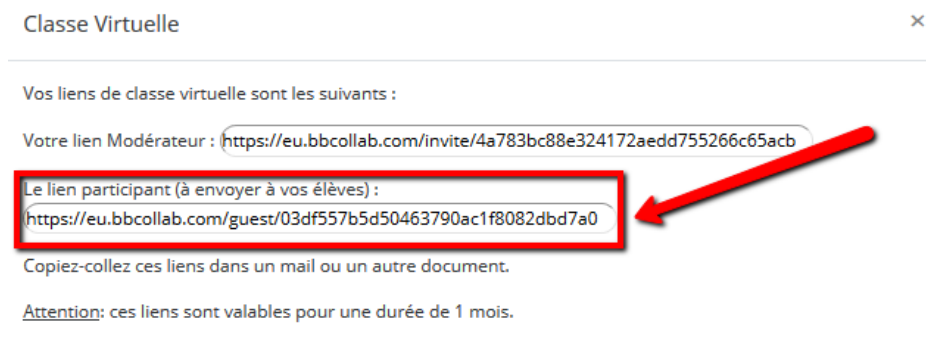 Classe Virtuelle ×
Vos liens de classe virtuelle sont les suivants :
Votre lien Modérateur : https://eu.bbcollab.com/invite/4a783bc88e324172aedd755266c65acb
Le lien participant (à envoyer à vos élèves) :
https://eu.bbcollab.com/guest/03df557b5d50463790ac1f8082dbd7a0
Copiez-collez ces liens dans un mail ou un autre document.
Attention: ces liens sont valables pour une durée de 1 mois.